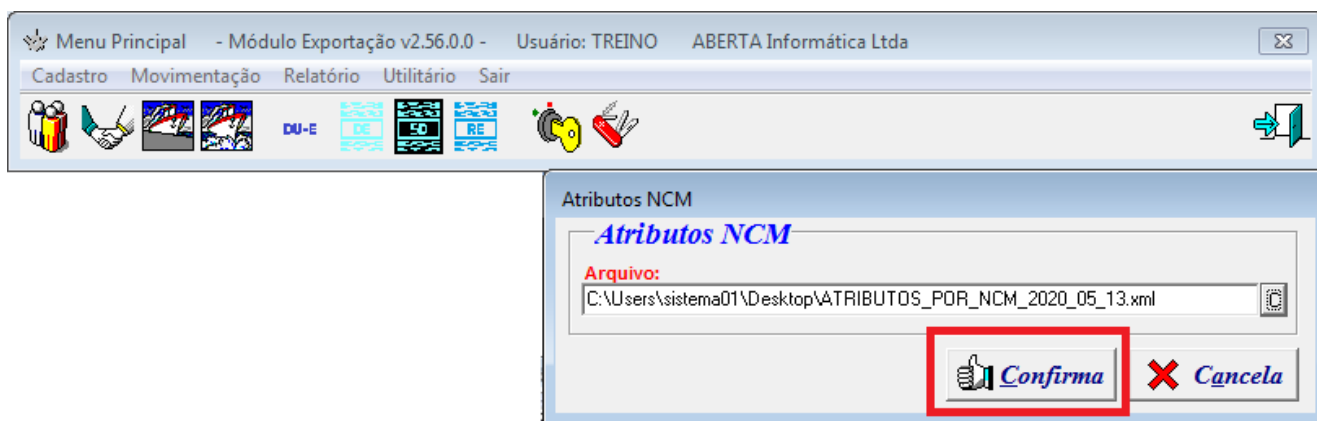 Menu Principal - Módulo Exportação v2.56.0.0 - Usuário: TREINO ABERTA Informática Ltda
Cadastro Movimentação Relatório Utilitário Sair
DU-E DE SD RE
Atributos NCM
Atributos NCM
Arquivo:
C:\Users\sistema01\Desktop\ATRIBUTOS_POR_NCM_2020_05_13.xml
Confirma Cancela